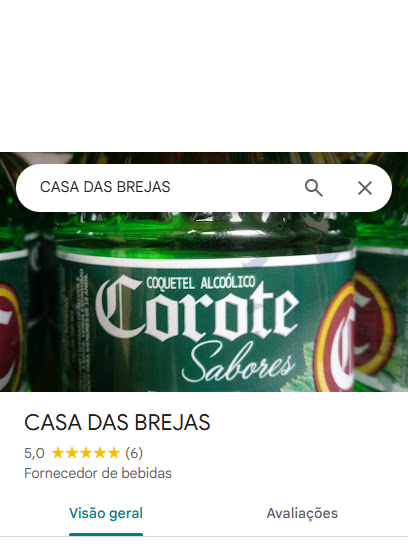 CASA DAS BREJAS
COQUETEL ALCOÓLICO
Corote
Sabores
CASA DAS BREJAS
5,0 (6)
Fornecedor de bebidas
Visão geral Avaliações